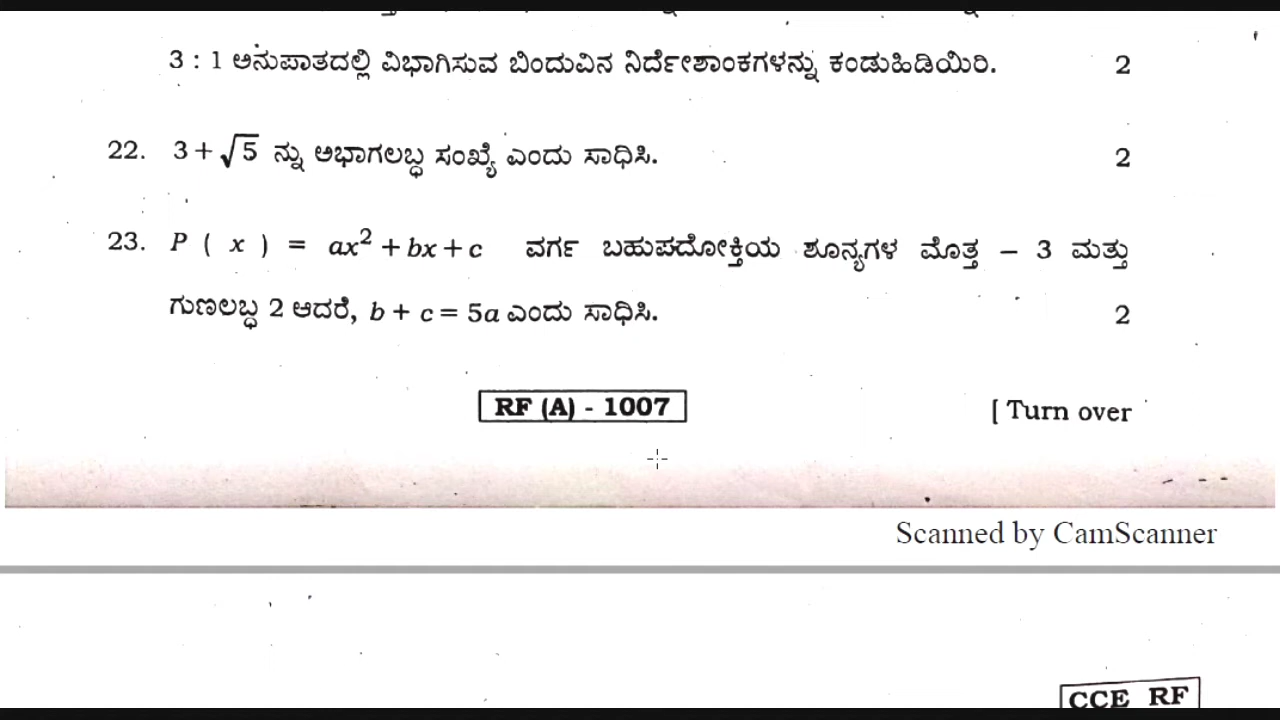 3 : 1 ಅನುಪಾತದಲ್ಲಿ ವಿಭಾಗಿಸುವ ಬಿಂದುವಿನ ನಿರ್ದೇಶಾಂಕಗಳನ್ನು ಕಂಡುಹಿಡಿಯಿರಿ. 2
22. 3 + √5 ನ್ನು ಅಭಾಗಲಬ್ಧ ಸಂಖ್ಯೆ ಎಂದು ಸಾಧಿಸಿ. 2
23. P ( x ) = ax² + bx + c ವರ್ಗ ಬಹುಪದೋಕ್ತಿಯ ಶೂನ್ಯಗಳ ಮೊತ್ತ – 3 ಮತ್ತು
ಗುಣಲಬ್ಧ 2 ಆದರೆ, b + c = 5a ಎಂದು ಸಾಧಿಸಿ. 2
RF (A) - 1007 [ Turn over
Scanned by CamScanner
CCE RF